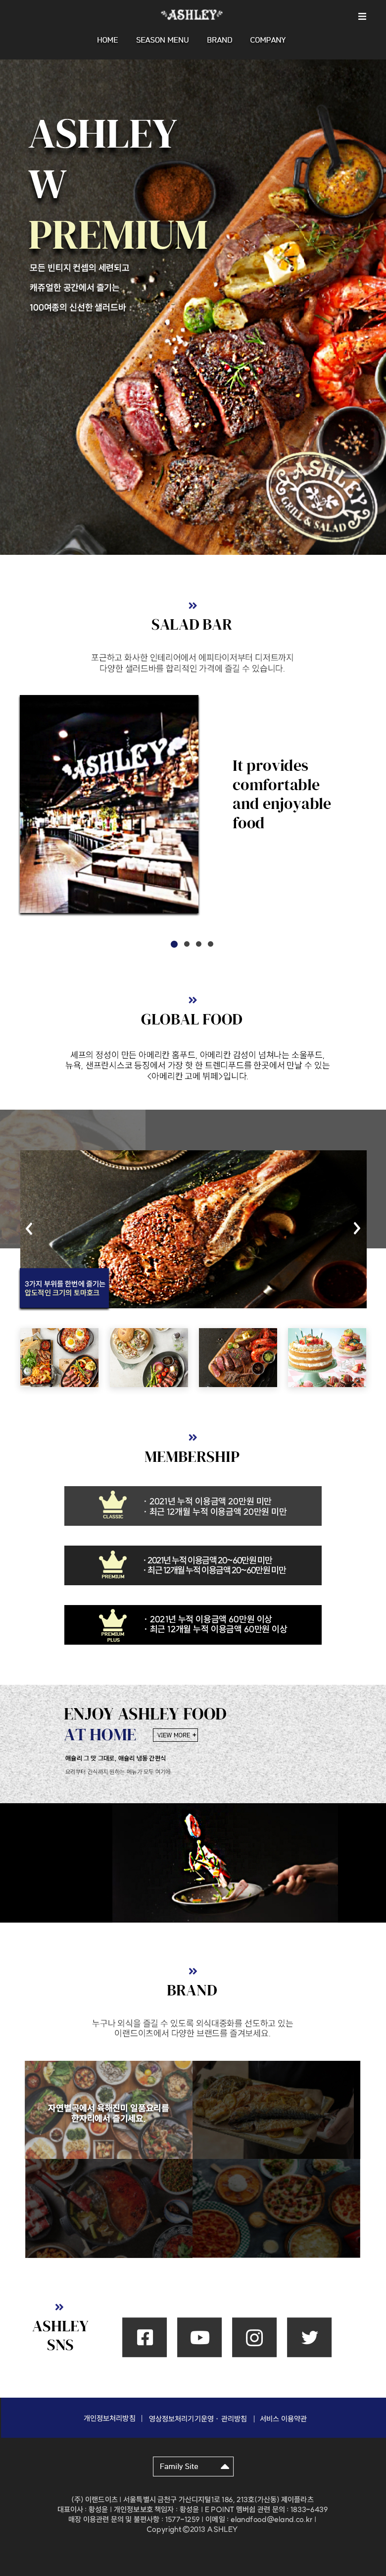 ASHLEY
HOME SEASON MENU BRAND COMPANY
ASHLEY
W
PREMIUM
모든 빈티지 컨셉의 세련되고
캐쥬얼한 공간에서 즐기는
100여종의 신선한 샐러드바
ASHLEY
GRILL & SALAD
SALAD BAR
포근하고 화사한 인테리어에서 에피타이저부터 디저트까지
다양한 샐러드바를 합리적인 가격에 즐길 수 있습니다.
ASHLEY
It provides
comfortable
and enjoyable
food
GLOBAL FOOD
셰프의 정성이 만든 아메리칸 홈푸드, 아메리칸 감성이 넘쳐나는 소울푸드,
뉴욕, 샌프란시스코 등징에서 가장 핫 한 트렌디푸드를 한곳에서 만날 수 있는
<아메리칸 고메 뷔페>입니다.
3가지 부위를 한번에 즐기는
압도적인 크기의 토마호크
MEMBERSHIP
CLASSIC
· 2021년 누적 이용금액 20만원 미만
· 최근 12개월 누적 이용금액 20만원 미만
PREMIUM
· 2021년 누적 이용금액 20~60만원 미만
· 최근 12개월 누적 이용금액 20~60만원 미만
PREMIUM
PLUS
· 2021년 누적 이용금액 60만원 이상
· 최근 12개월 누적 이용금액 60만원 이상
ENJOY ASHLEY FOOD
AT HOME VIEW MORE +
애슐리 그 맛 그대로, 애슐리 냉동 간편식
요리부터 간식까지 원하는 메뉴가 모두 여기에
BRAND
누구나 외식을 즐길 수 있도록 외식대중화를 선도하고 있는
이랜드이츠에서 다양한 브랜드를 즐겨보세요.
자연별곡에서 육해진미 일품요리를
한자리에서 즐기세요.
ASHLEY
SNS
개인정보처리방침 | 영상정보처리기기운영 · 관리방침 | 서비스 이용약관
Family Site
(주) 이랜드이츠 | 서울특별시 금천구 가산디지털1로 186, 213호(가산동) 제이플라츠
대표이사 : 황성윤 | 개인정보보호 책임자 : 황성윤 | E POINT 멤버쉽 관련 문의 : 1833-6439
매장 이용관련 문의 및 불편사항 : 1577-1259 | 이메일 : elandfood@eland.co.kr |
Copyright ©2013 ASHLEY